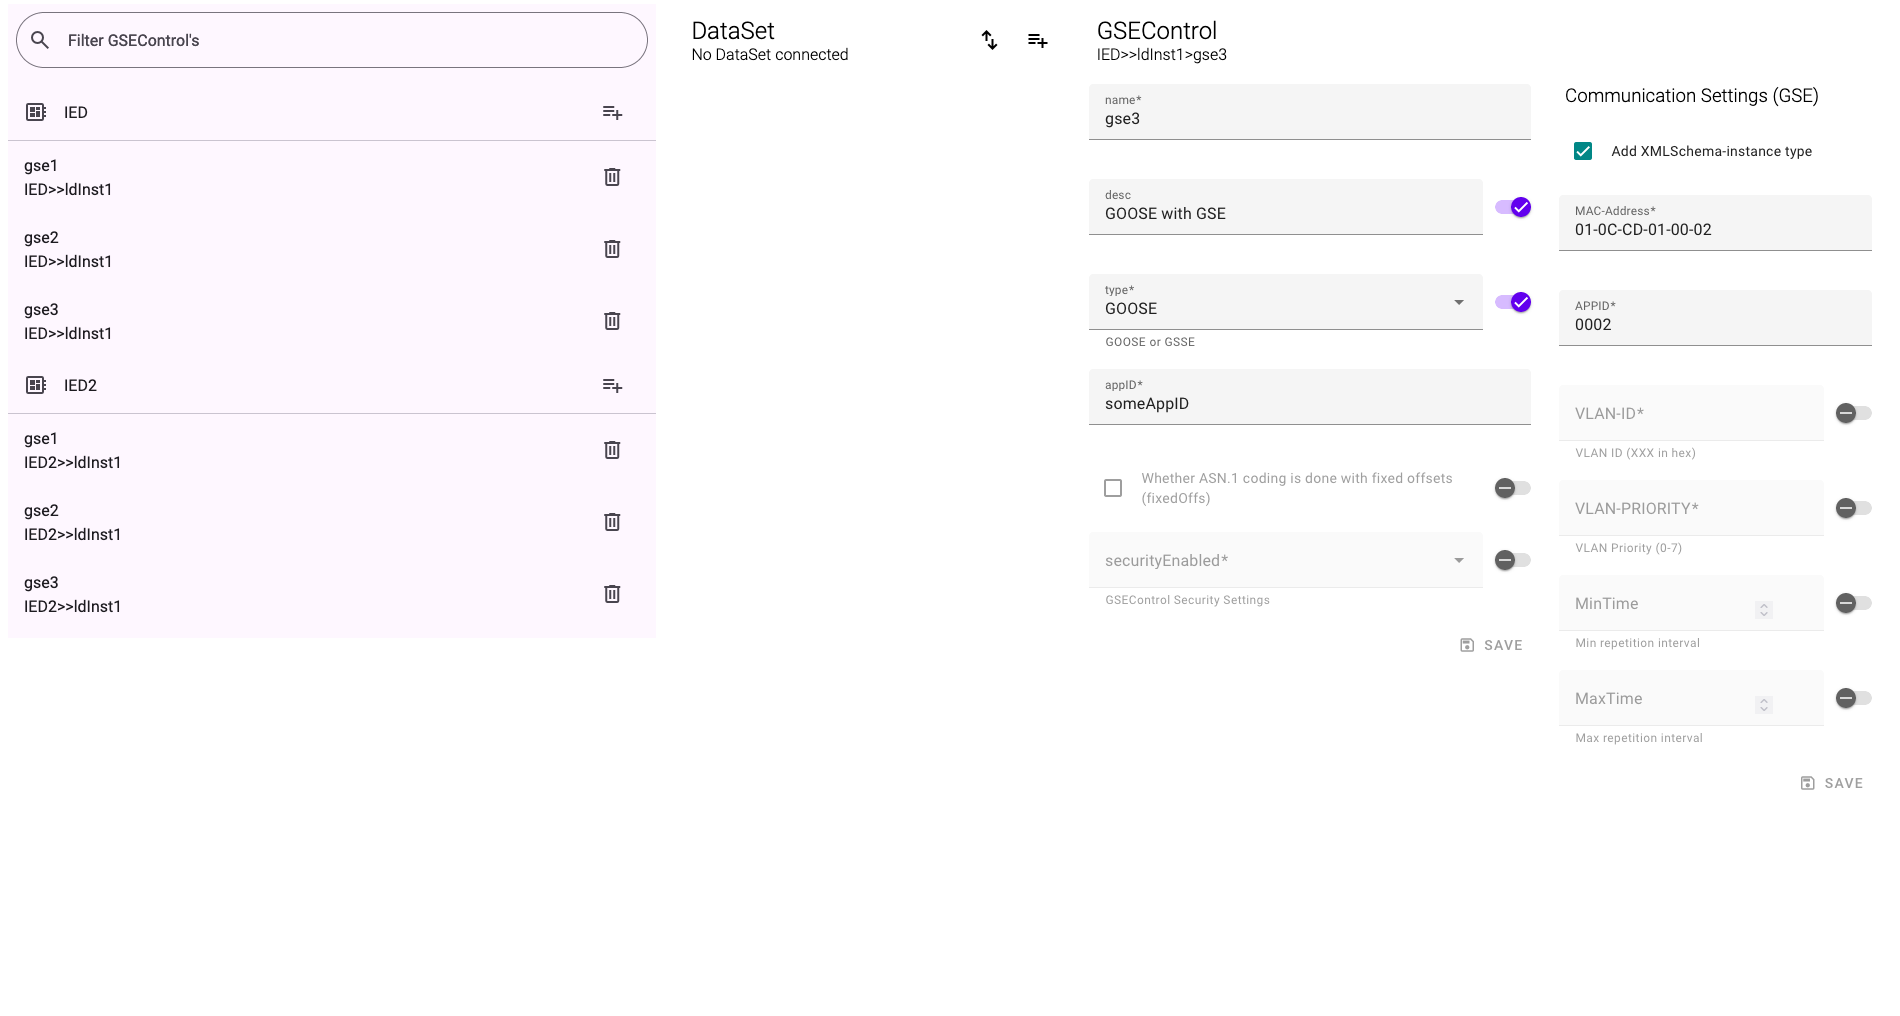 Filter GSEControl's
IED
gse1
IED>>ldInst1
gse2
IED>>ldInst1
gse3
IED>>ldInst1
IED2
gse1
IED2>>ldInst1
gse2
IED2>>ldInst1
gse3
IED2>>ldInst1
DataSet
No DataSet connected
GSEControl
IED>>ldInst1>gse3
name*
gse3
desc
GOOSE with GSE
type*
GOOSE
GOOSE or GSSE
appID*
someAppID
Whether ASN.1 coding is done with fixed offsets
(fixedOffs)
securityEnabled*
GSEControl Security Settings
SAVE
Communication Settings (GSE)
Add XMLSchema-instance type
MAC-Address*
01-0C-CD-01-00-02
APPID*
0002
VLAN-ID*
VLAN ID (XXX in hex)
VLAN-PRIORITY*
VLAN Priority (0-7)
MinTime
Min repetition interval
MaxTime
Max repetition interval
SAVE